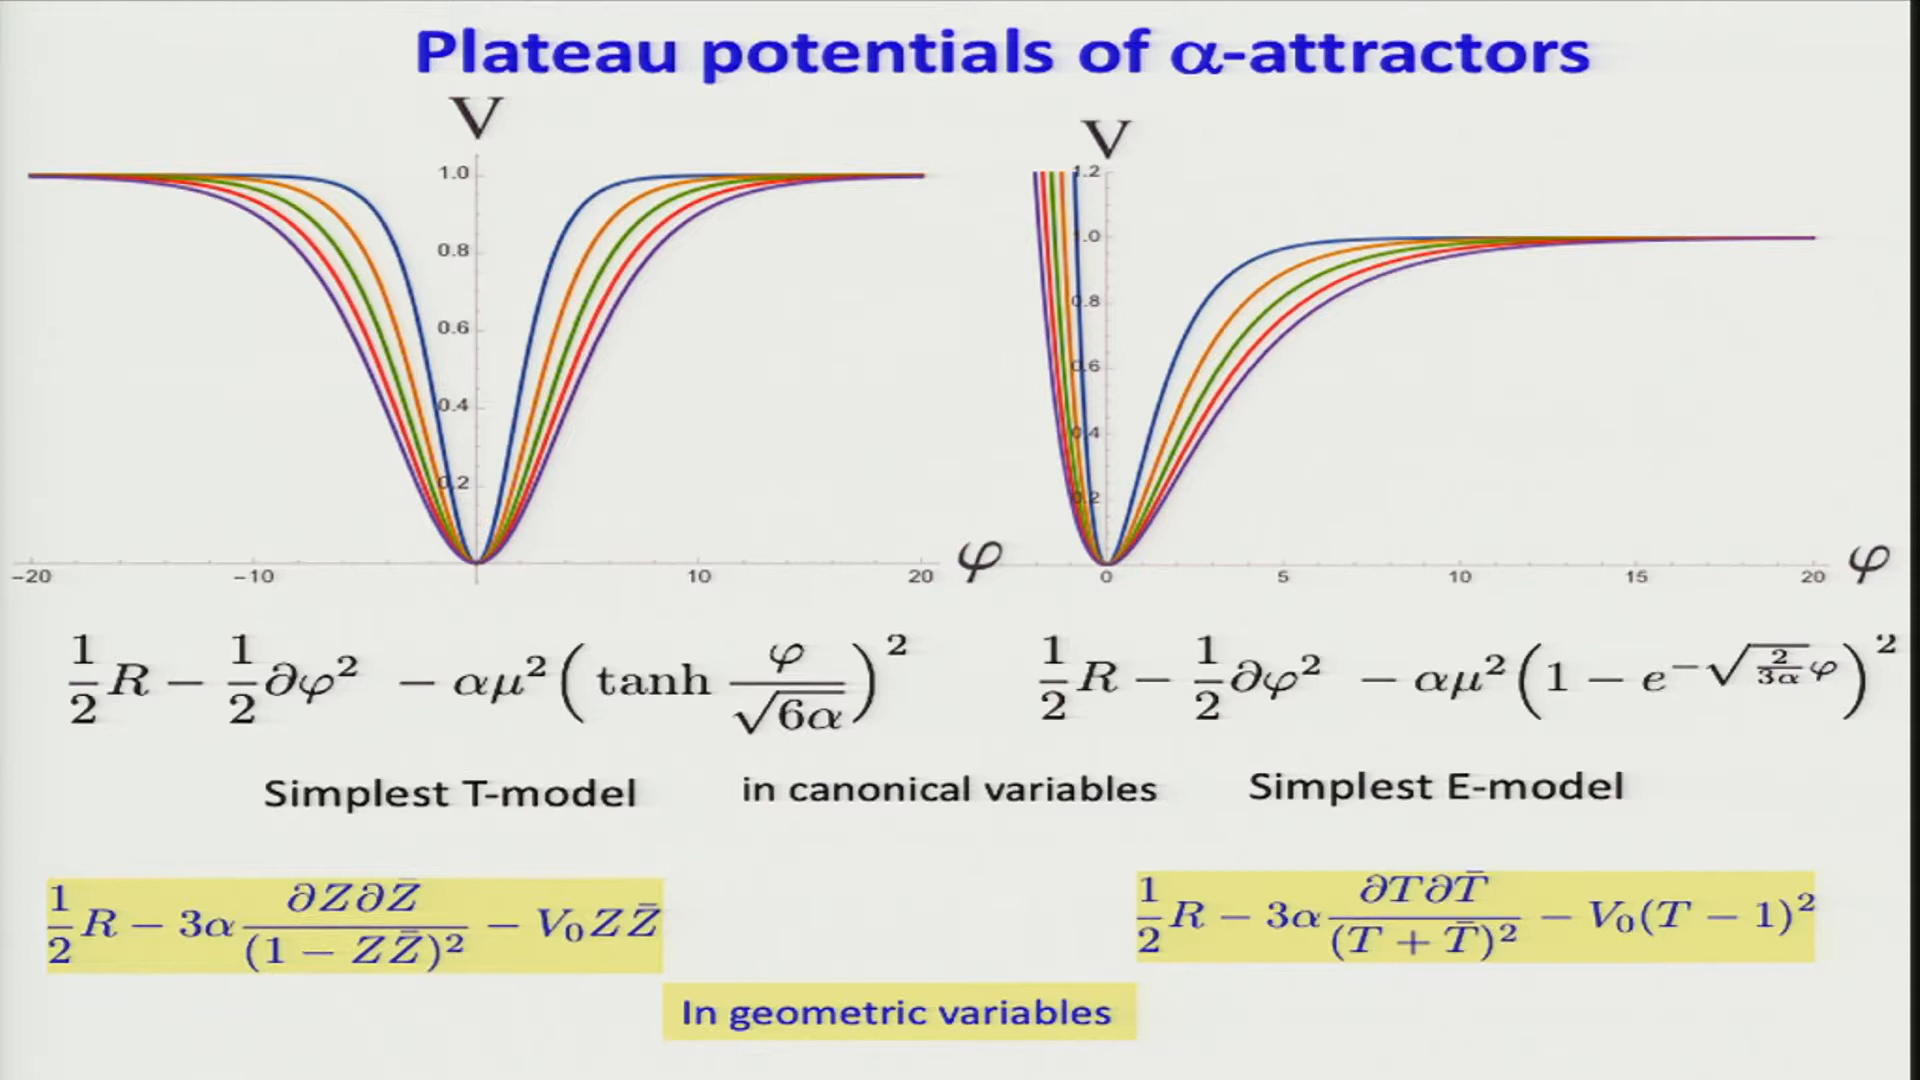 Plateau potentials of α-attractors
V
1.0
0.8
0.6
0.4
0.2
−20 −10 10 20
φ
V
1.2
1.0
0.8
0.6
0.4
0.2
0 5 10 15 20
φ
1/2 R − 1/2 ∂φ² − αμ² (tanh φ/√6α)²
1/2 R − 1/2 ∂φ² − αμ² (1 − e^{−√(2/3α) φ})²
Simplest T-model
in canonical variables
Simplest E-model
1/2 R − 3α ∂Z∂Z̄/(1 − ZZ̄)² − V₀ZZ̄
1/2 R − 3α ∂T∂T̄/(T + T̄)² − V₀(T − 1)²
In geometric variables